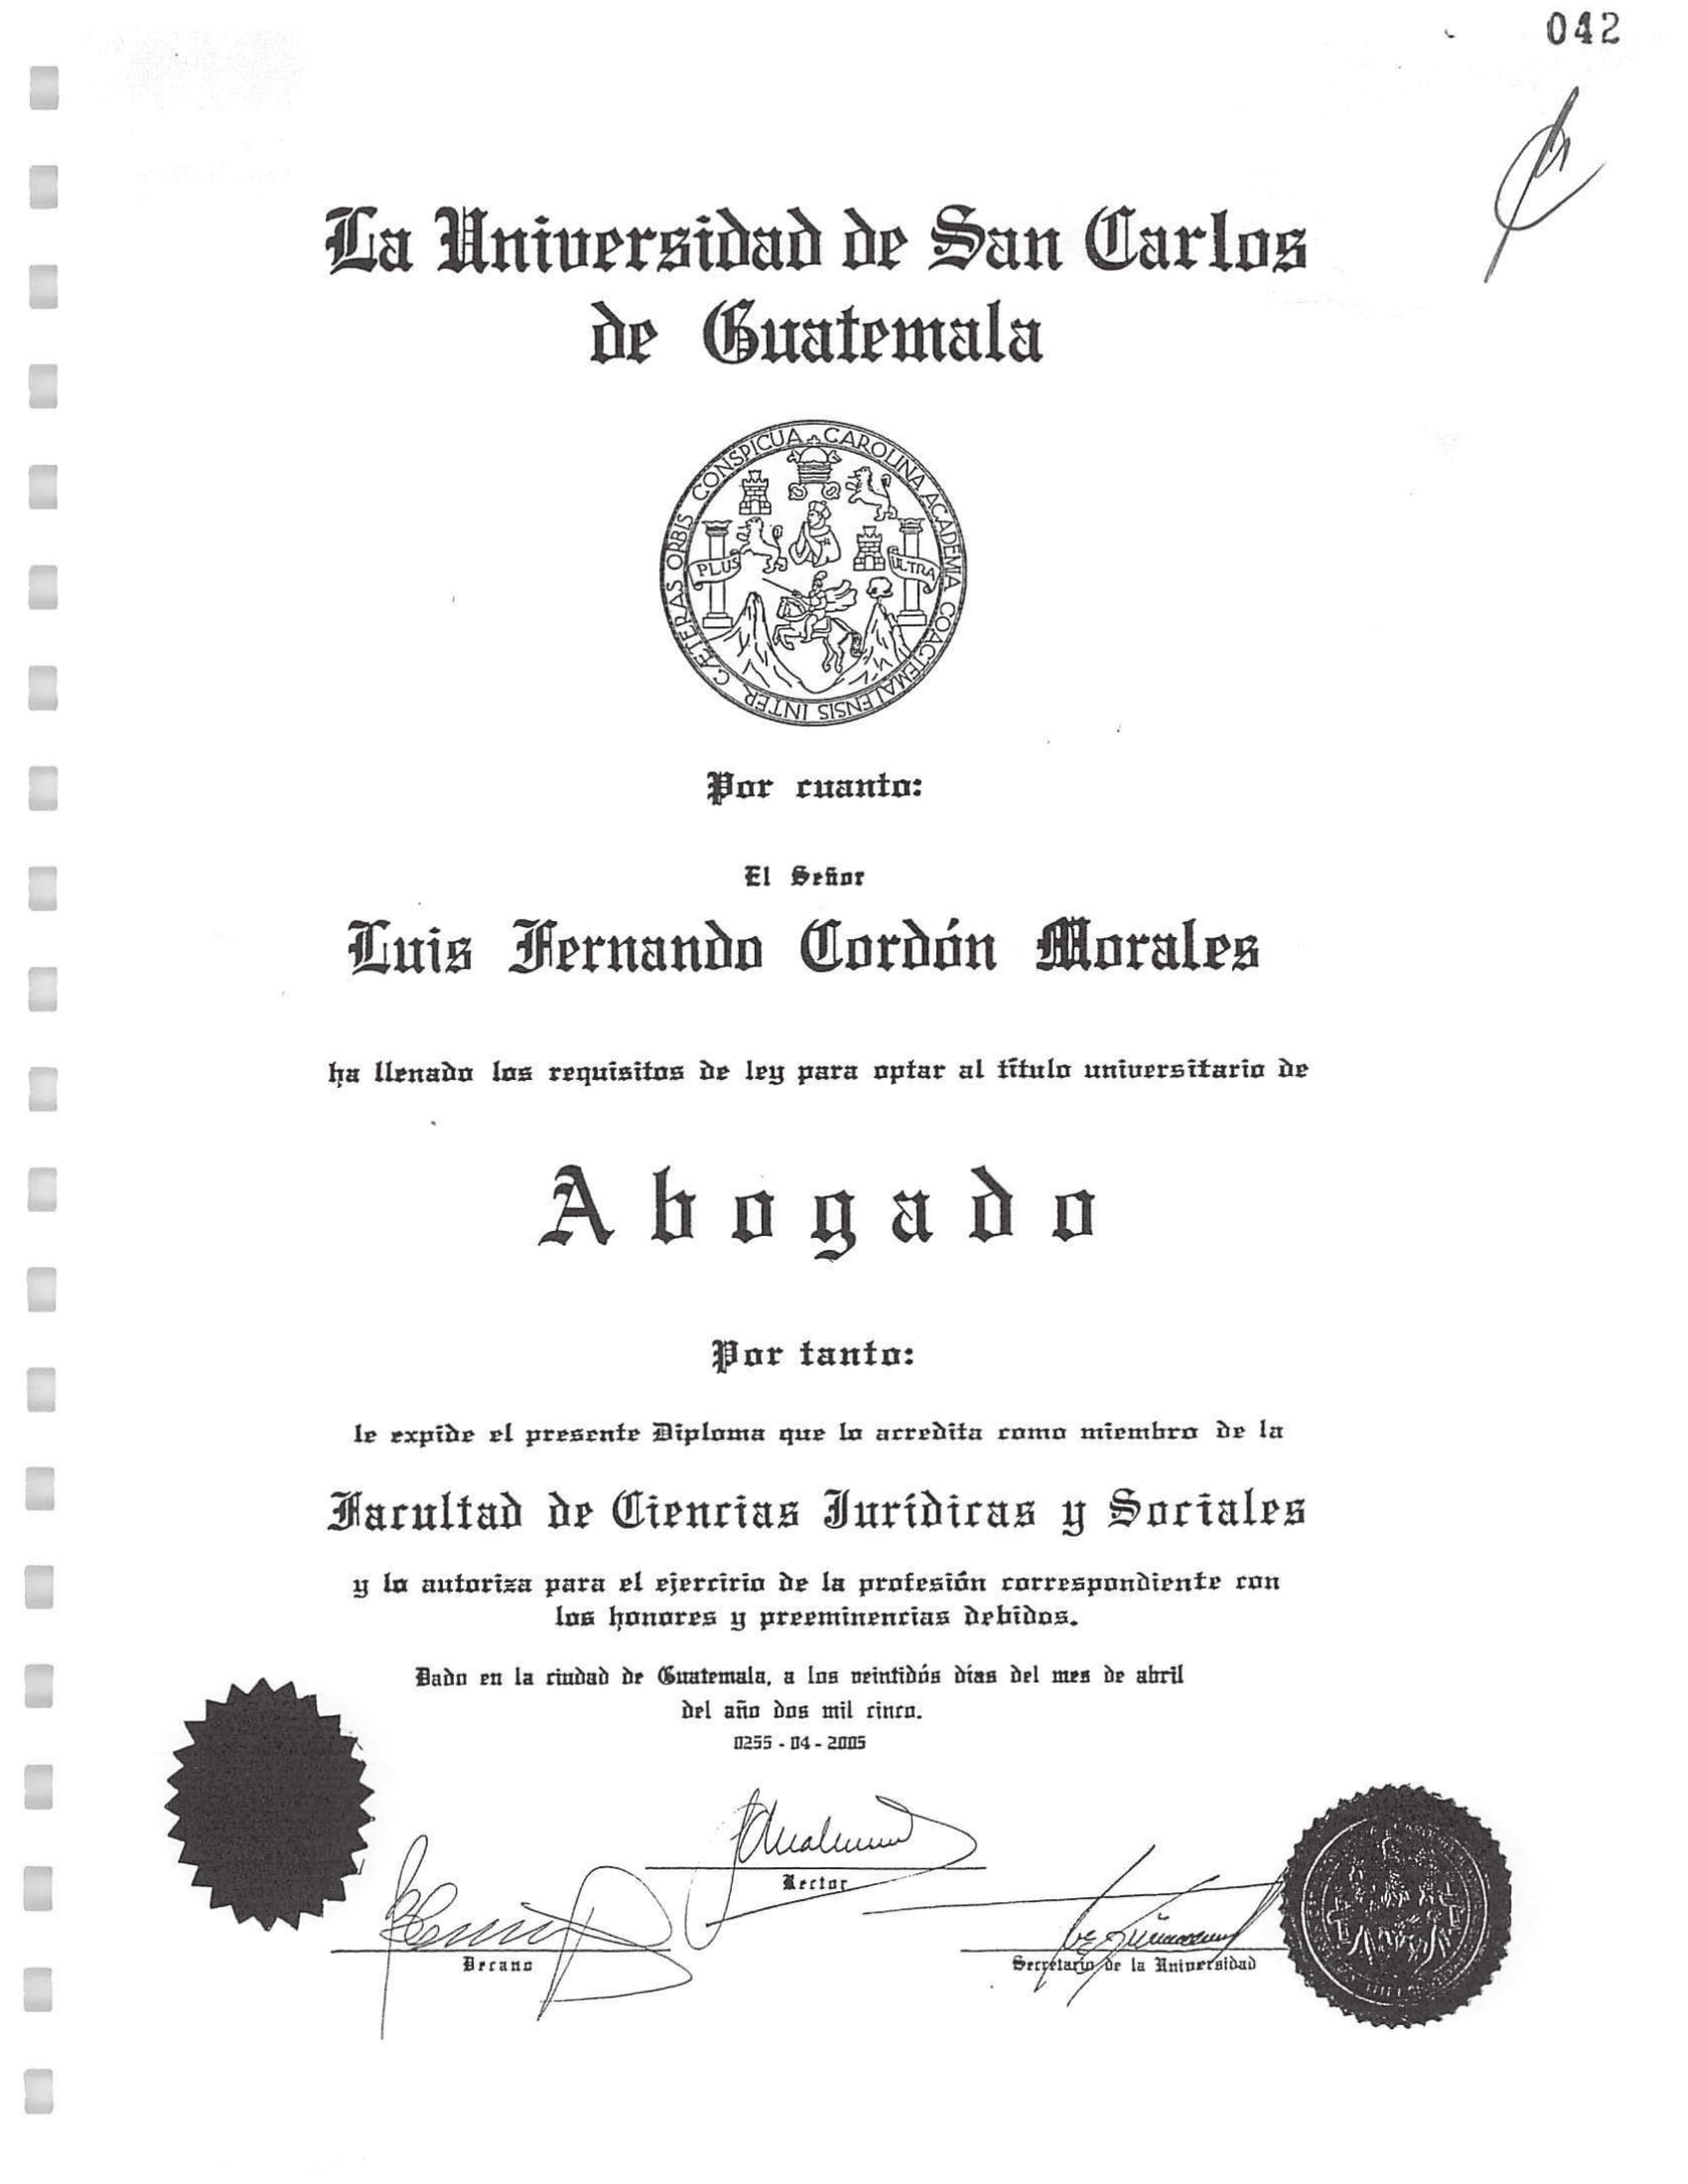 042
La Universidad de San Carlos
de Guatemala
CAROLINA ACADEMIA COACTEMALENSIS INTER CÆTERAS ORBIS CONSPICUA
PLUS ULTRA
Por cuanto:
El Señor
Luis Fernando Cordón Morales
ha llenado los requisitos de ley para optar al título universitario de
Abogado
Por tanto:
le expide el presente Diploma que lo acredita como miembro de la
Facultad de Ciencias Jurídicas y Sociales
y lo autoriza para el ejercicio de la profesión correspondiente con
los honores y preeminencias debidos.
Dado en la ciudad de Guatemala, a los veintidós días del mes de abril
del año dos mil cinco.
0255 - 04 - 2005
Rector
Decano
Secretario de la Universidad